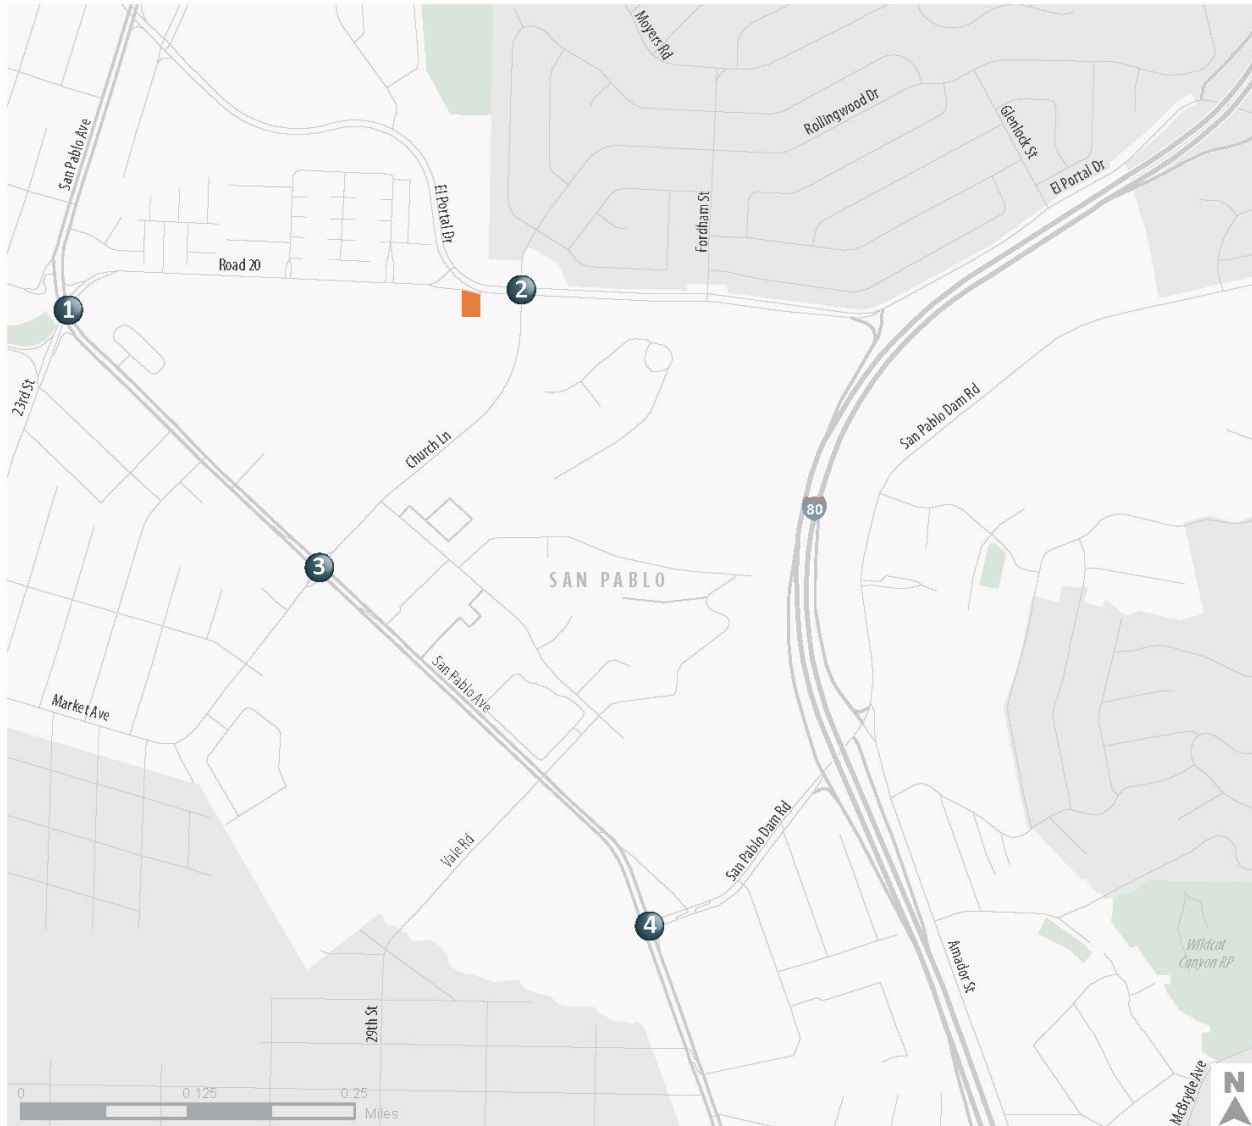 Moyers Rd
Rollingwood Dr
Glenlock St
San Pablo Ave
El Portal Dr
El Portal Dr
Fordham St
Road 20
2
1
23rd St
San Pablo Dam Rd
Church Ln
80
3
SAN PABLO
San Pablo Ave
Market Ave
Vale Rd
San Pablo Dam Rd
4
Wildcat
Canyon RP
Amador St
29th St
McBryde Ave
N
0 0.125 0.25
Miles